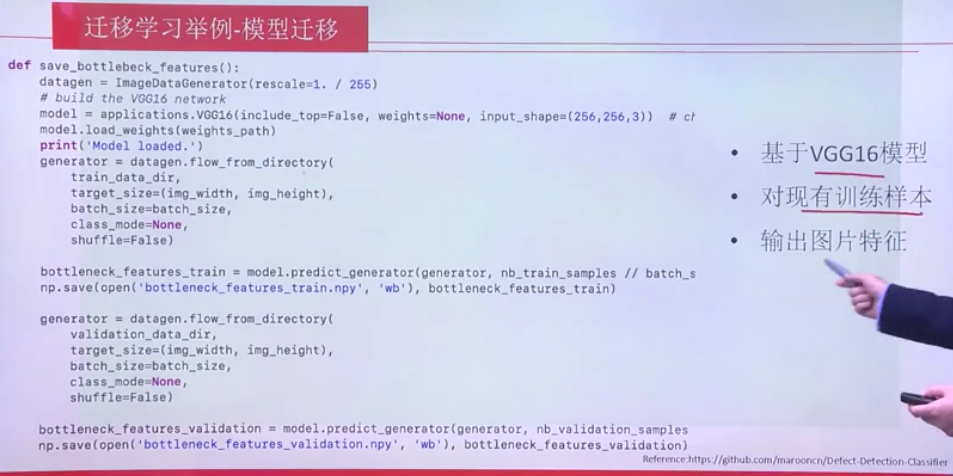 迁移学习举例-模型迁移
def save_bottlebeck_features():
    datagen = ImageDataGenerator(rescale=1. / 255)
    # build the VGG16 network
    model = applications.VGG16(include_top=False, weights=None, input_shape=(256,256,3))  # ch
    model.load_weights(weights_path)
    print('Model loaded.')
    generator = datagen.flow_from_directory(
        train_data_dir,
        target_size=(img_width, img_height),
        batch_size=batch_size,
        class_mode=None,
        shuffle=False)
    bottleneck_features_train = model.predict_generator(generator, nb_train_samples // batch_s
    np.save(open('bottleneck_features_train.npy', 'wb'), bottleneck_features_train)
    generator = datagen.flow_from_directory(
        validation_data_dir,
        target_size=(img_width, img_height),
        batch_size=batch_size,
        class_mode=None,
        shuffle=False)
    bottleneck_features_validation = model.predict_generator(generator, nb_validation_samples
    np.save(open('bottleneck_features_validation.npy', 'wb'), bottleneck_features_validation)
• 基于VGG16模型
• 对现有训练样本
• 输出图片特征
Reference:https://github.com/marooncn/Defect-Detection-Classifier